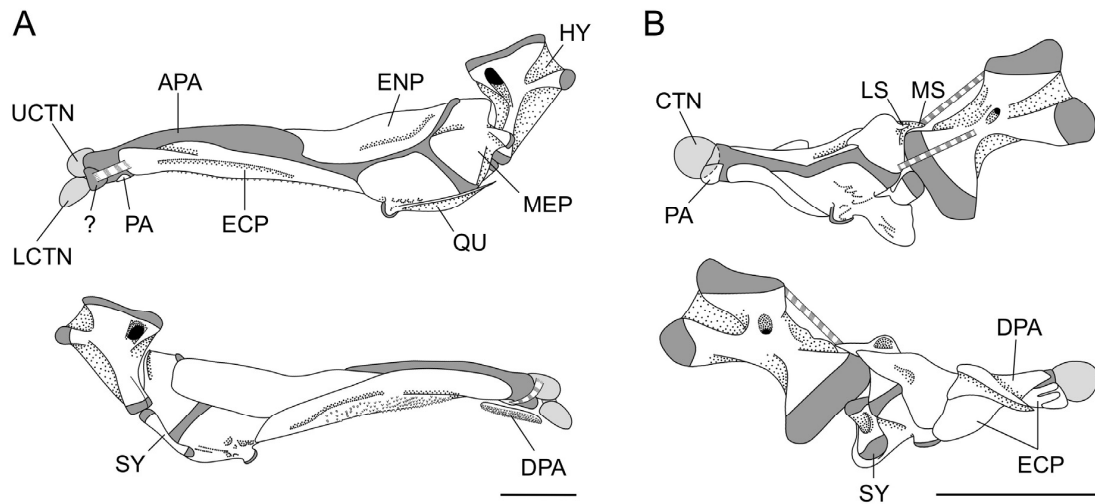 A
APA
ENP
HY
UCTN
LCTN
?
PA
ECP
QU
MEP
SY
DPA
B
CTN
LS
MS
PA
DPA
SY
ECP